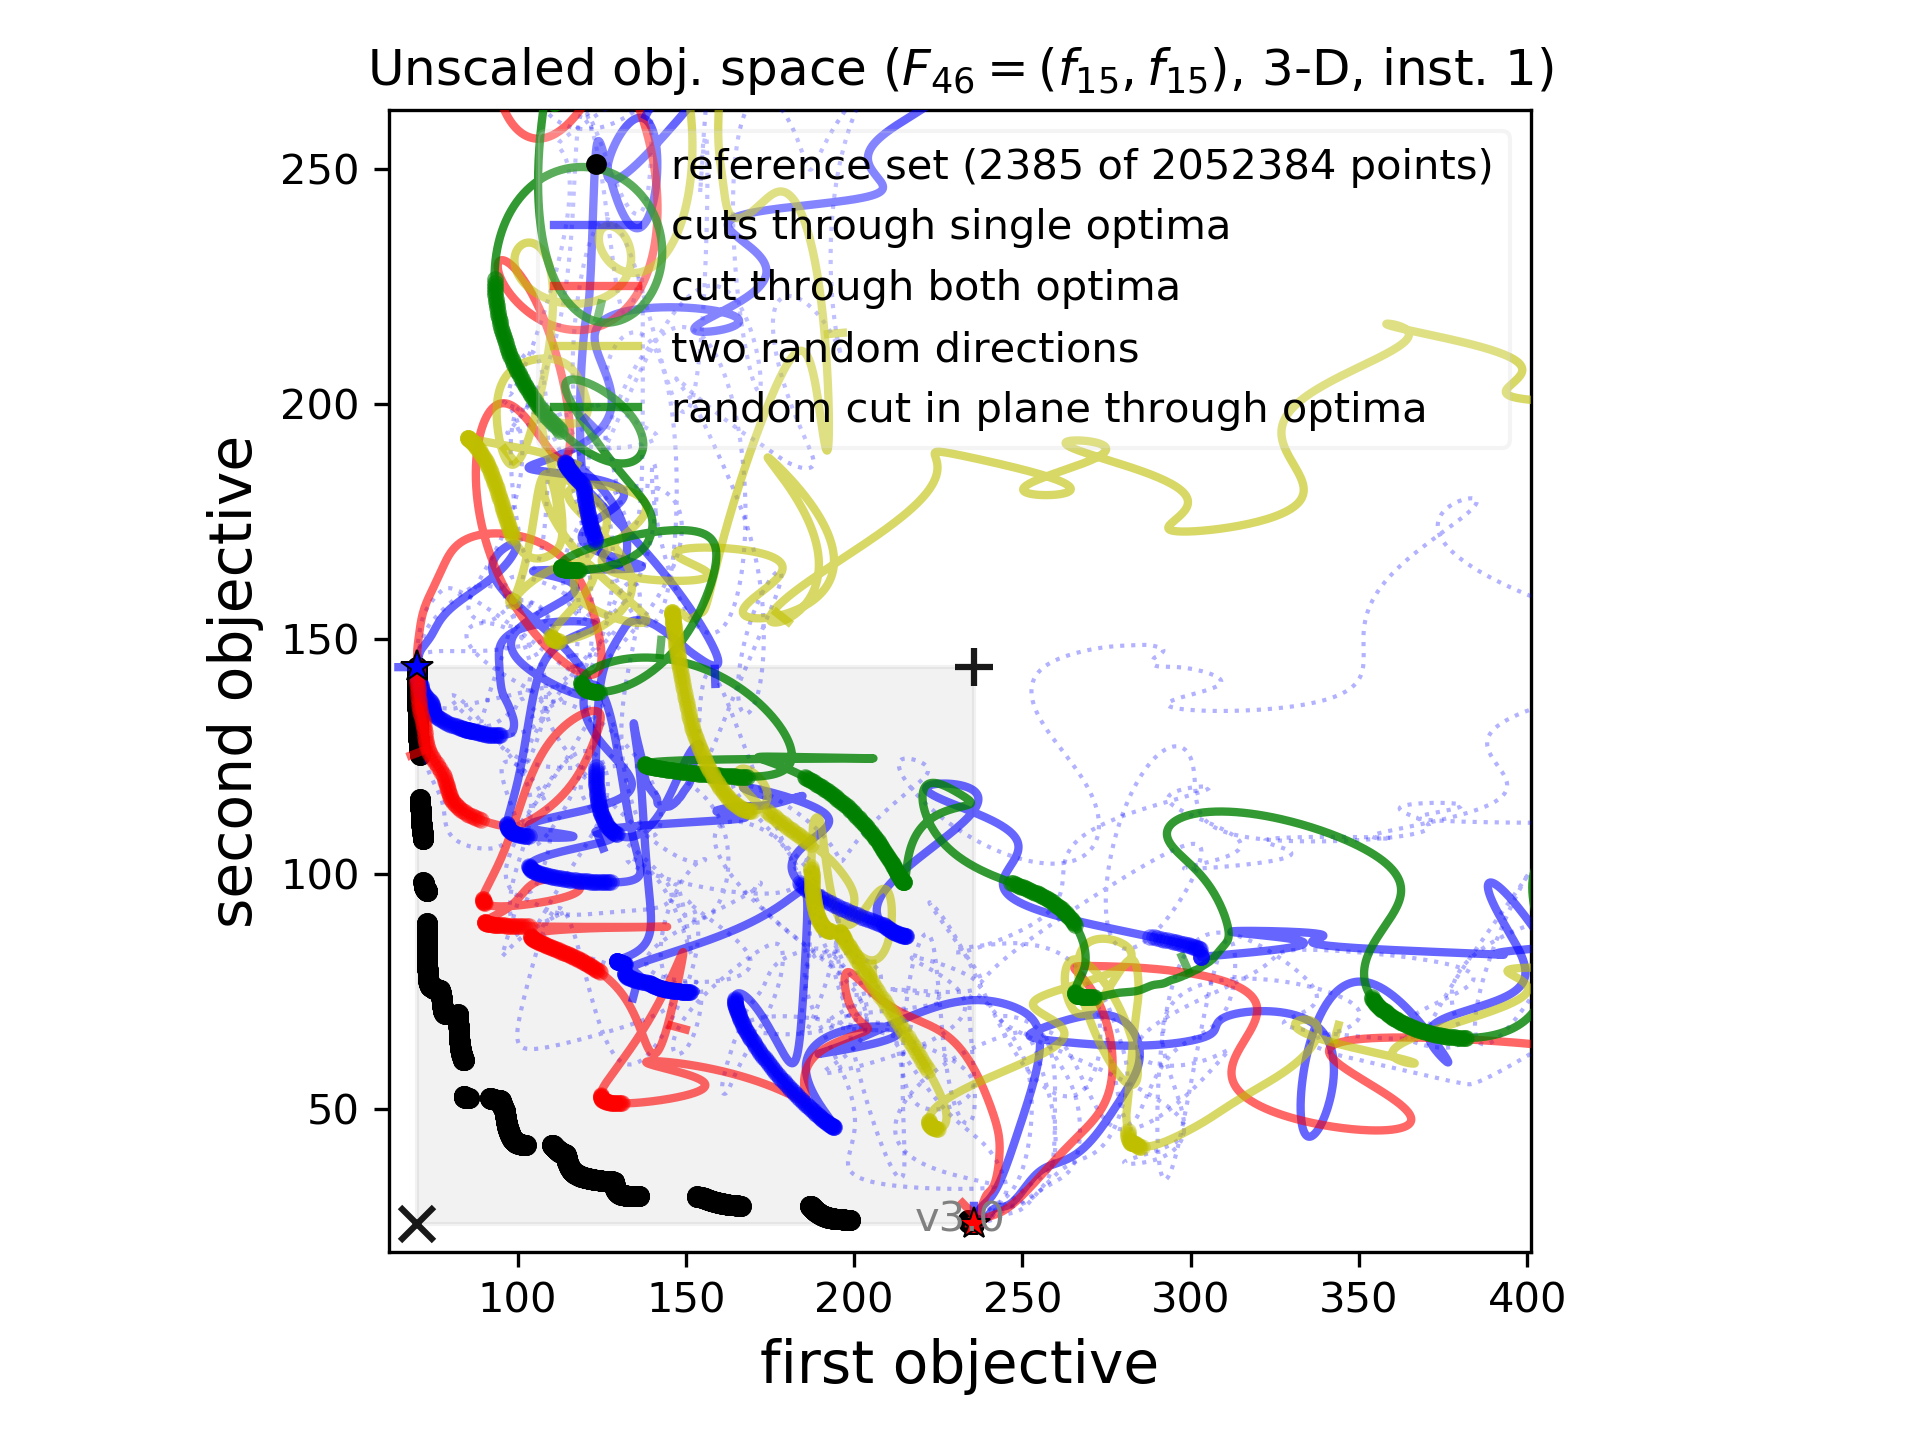 Unscaled obj. space (F₄₆ = (f₁₅, f₁₅), 3-D, inst. 1)
reference set (2385 of 2052384 points)
cuts through single optima
cut through both optima
two random directions
random cut in plane through optima
second objective
250
200
150
100
50
v3.0
100 150 200 250 300 350 400
first objective